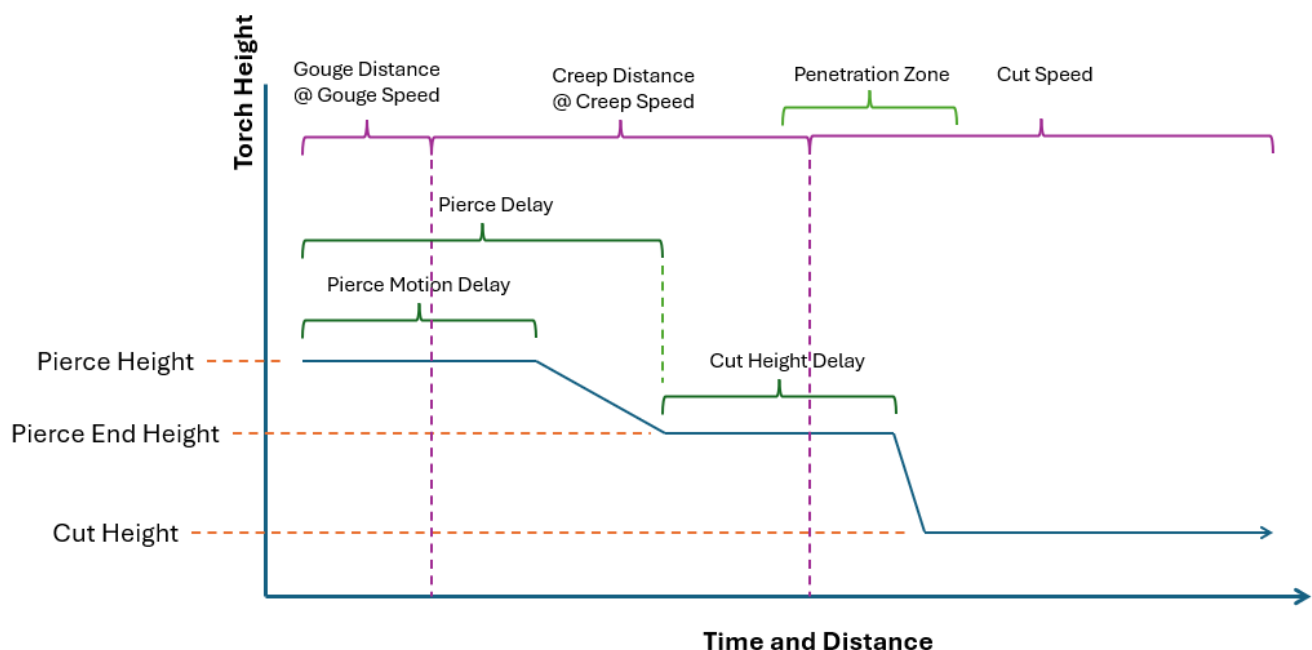 Torch Height
Gouge Distance
@ Gouge Speed
Creep Distance
@ Creep Speed
Penetration Zone
Cut Speed
Pierce Delay
Pierce Motion Delay
Pierce Height
Cut Height Delay
Pierce End Height
Cut Height
Time and Distance